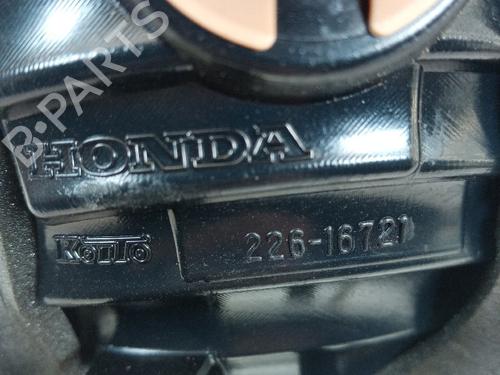 B-PARTS
HONDA
KOITO
226-16721